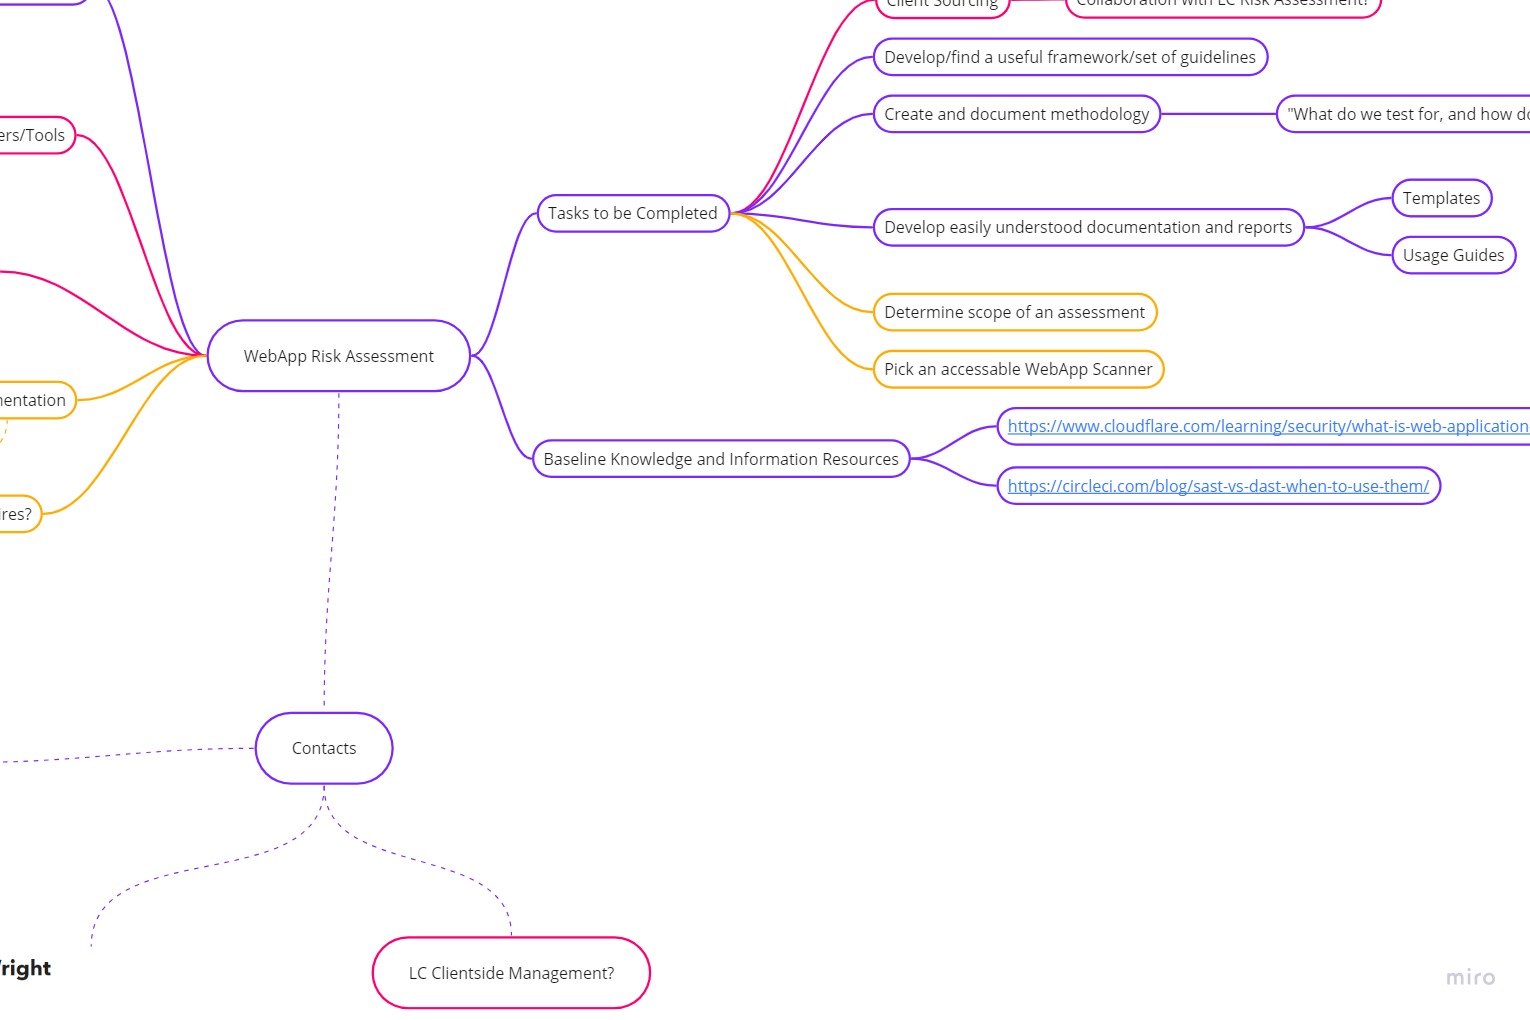 Client Sourcing
Collaboration with LC Risk Assessment?
Develop/find a useful framework/set of guidelines
Create and document methodology
"What do we test for, and how
Templates
Tasks to be Completed
Develop easily understood documentation and reports
Usage Guides
Determine scope of an assessment
WebApp Risk Assessment
Pick an accessable WebApp Scanner
https://www.cloudflare.com/learning/security/what-is-web-application
Baseline Knowledge and Information Resources
https://circleci.com/blog/sast-vs-dast-when-to-use-them/
ers/Tools
nentation
ires?
Contacts
right
LC Clientside Management?
miro